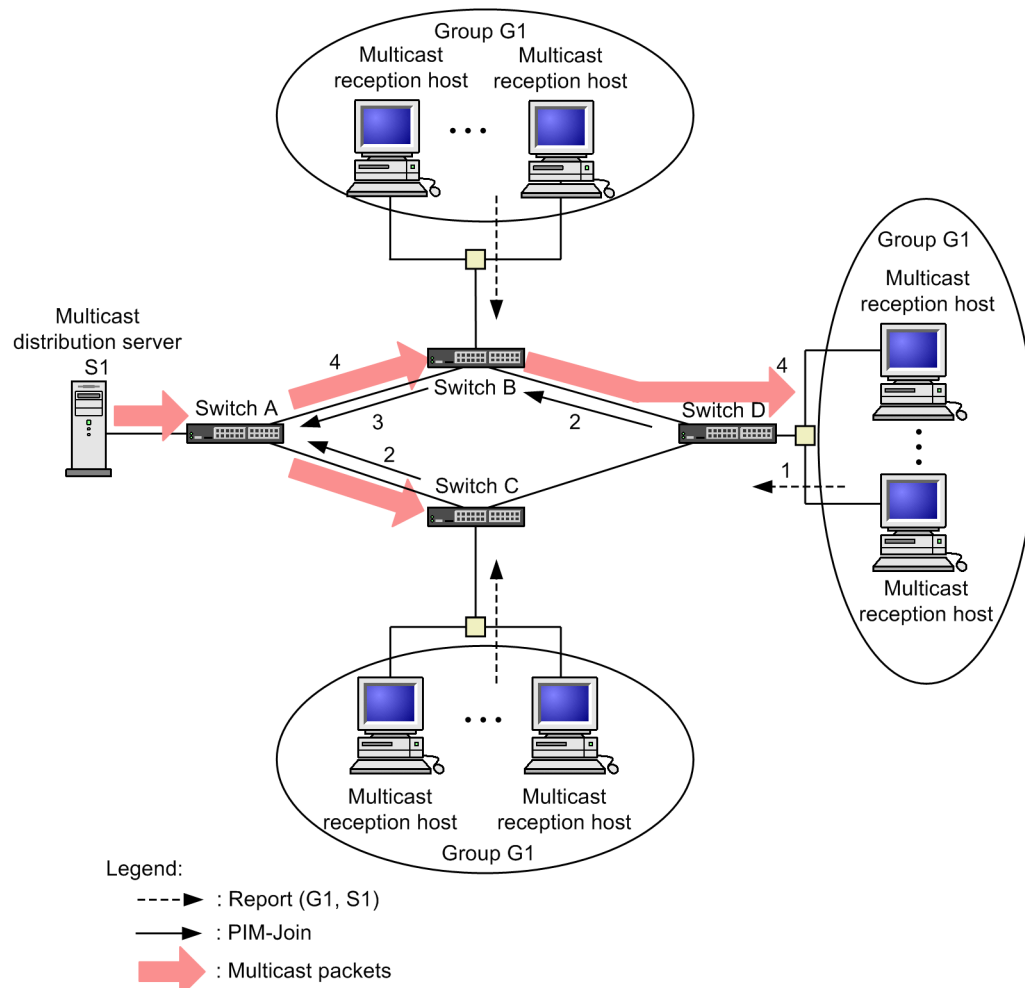 Group G1
Multicast
reception host
Multicast
reception host
Group G1
Multicast
reception host
Multicast
distribution server
S1
4
4
Switch A
Switch B
Switch D
3
2
2
1
Switch C
Multicast
reception host
Multicast
reception host
Multicast
reception host
Group G1
Legend:
: Report (G1, S1)
: PIM-Join
: Multicast packets